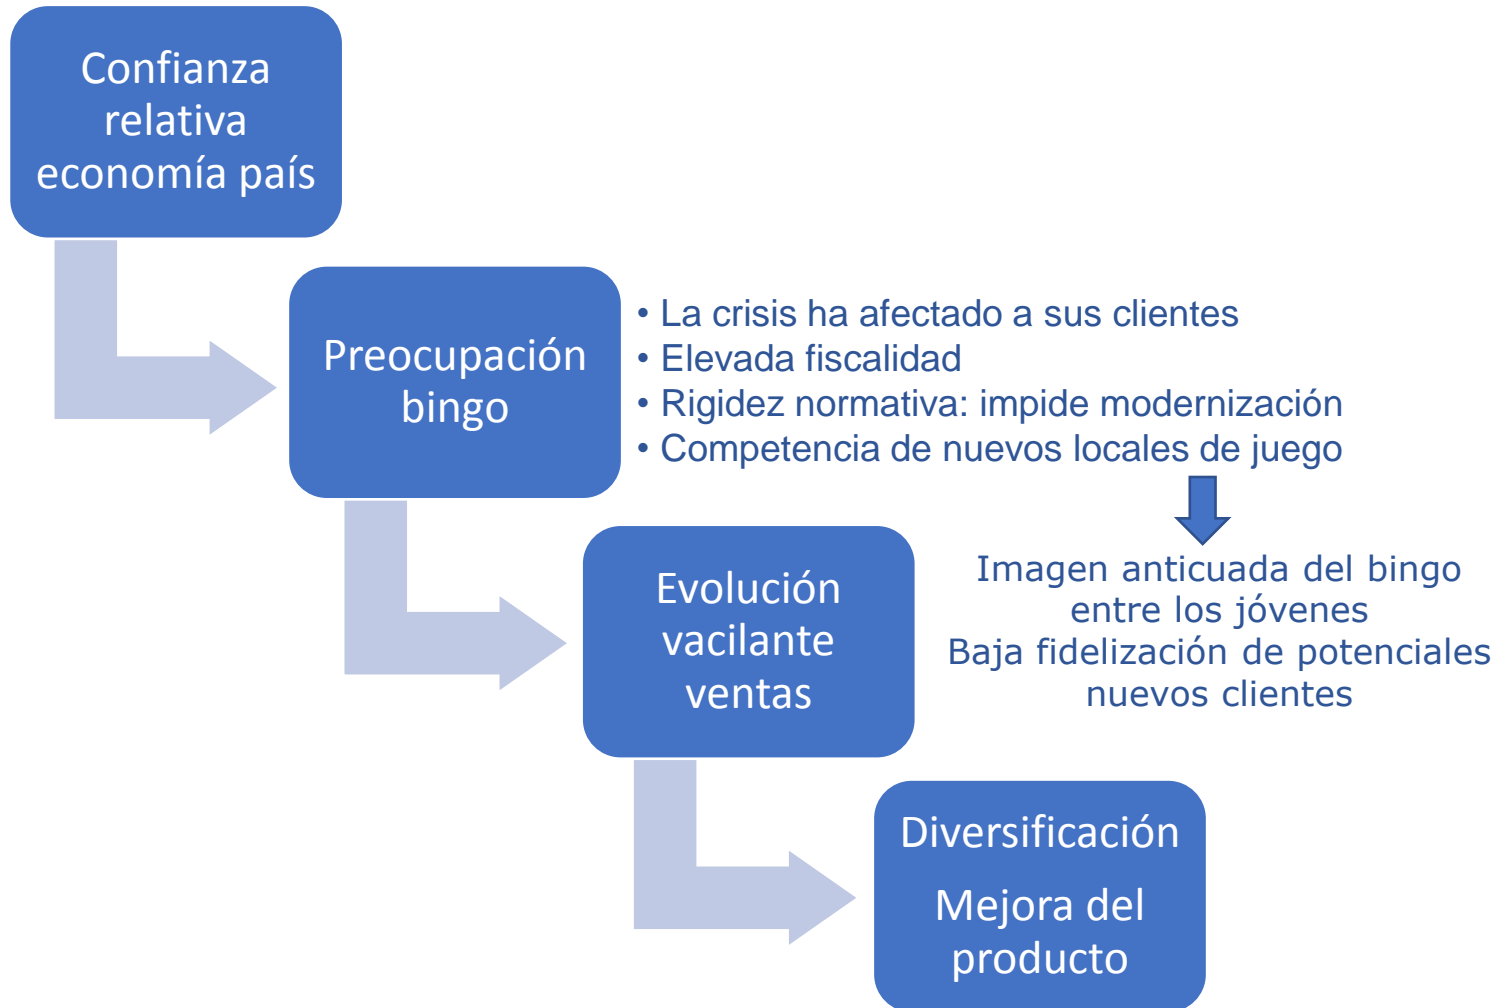 Confianza
relativa
economía país
Preocupación
bingo
• La crisis ha afectado a sus clientes
• Elevada fiscalidad
• Rigidez normativa: impide modernización
• Competencia de nuevos locales de juego
Imagen anticuada del bingo
entre los jóvenes
Baja fidelización de potenciales
nuevos clientes
Evolución
vacilante
ventas
Diversificación
Mejora del
producto